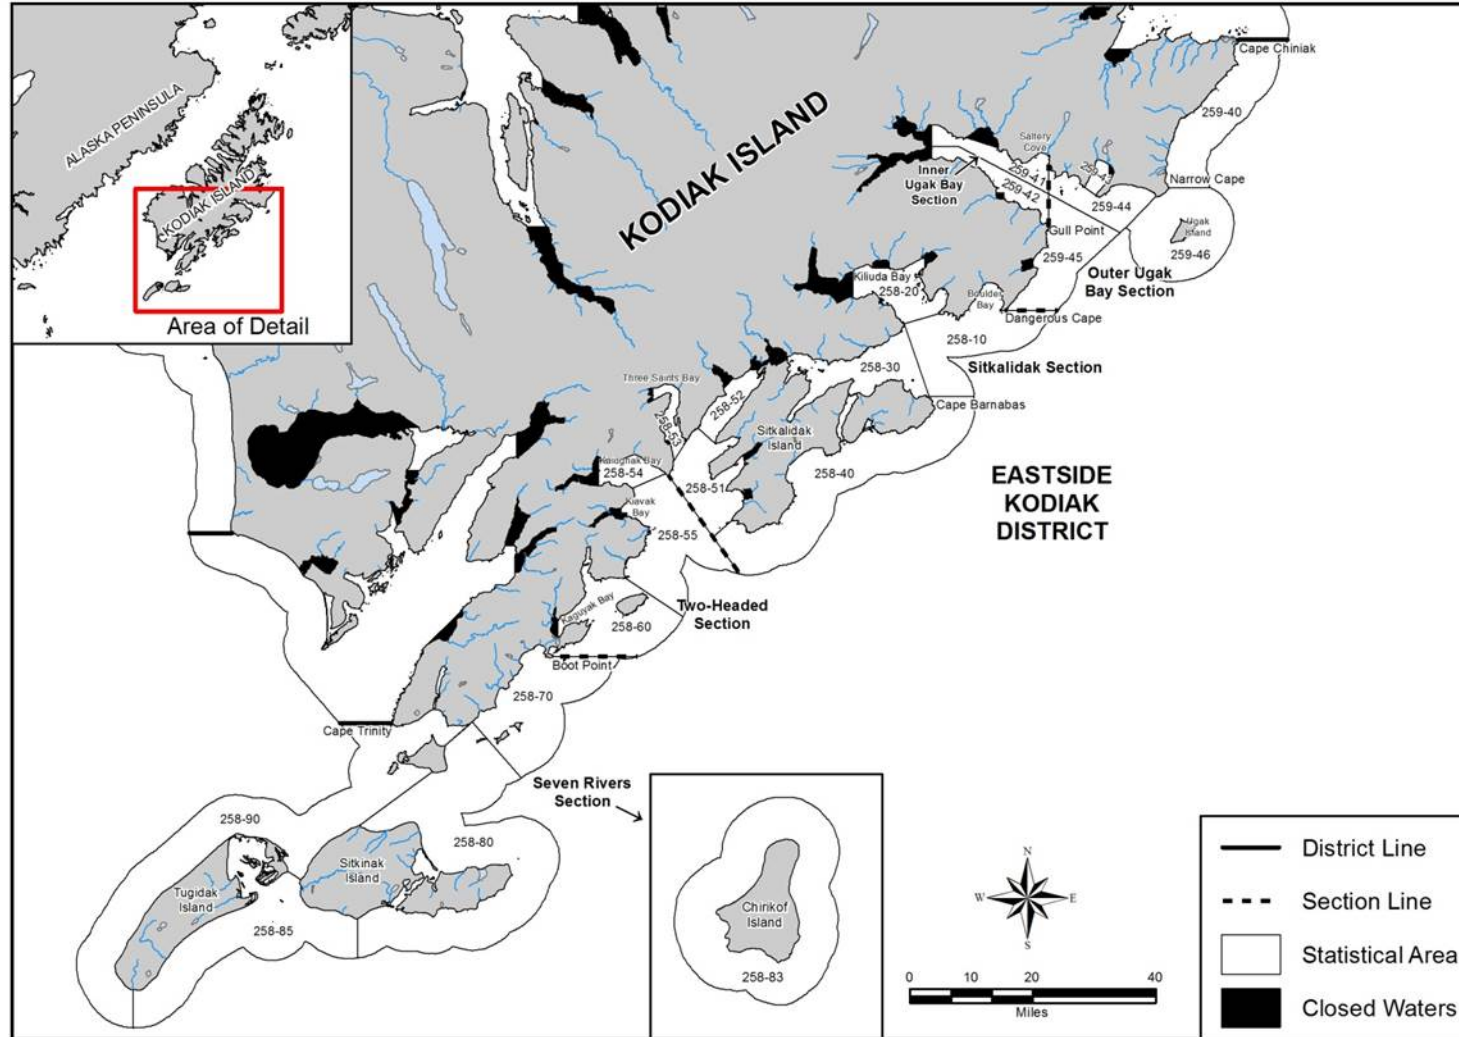 ALASKA PENINSULA
KODIAK ISLAND
Area of Detail
KODIAK ISLAND
Cape Chiniak
259-40
Saltery
Cove
259-41
259-42
259-43
259-44
Inner
Ugak Bay
Section
Narrow Cape
Ugak
Island
259-46
Gull Point
259-45
Outer Ugak
Bay Section
Kiliuda Bay
258-20
Boulder
Bay
Dangerous Cape
258-10
Sitkalidak Section
258-30
Three Saints Bay
258-52
258-53
Cape Barnabas
Sitkalidak
Island
258-40
258-54
258-51
EASTSIDE
KODIAK
DISTRICT
Kiavak
Bay
258-55
Two-Headed
Section
Kaguyak Bay
258-60
Boot Point
258-70
Cape Trinity
Seven Rivers
Section
258-90
258-80
Sitkinak
Island
Tugidak
Island
258-85
Chirikof
Island
258-83
N
W
E
S
0 10 20 40
Miles
District Line
Section Line
Statistical Area
Closed Waters